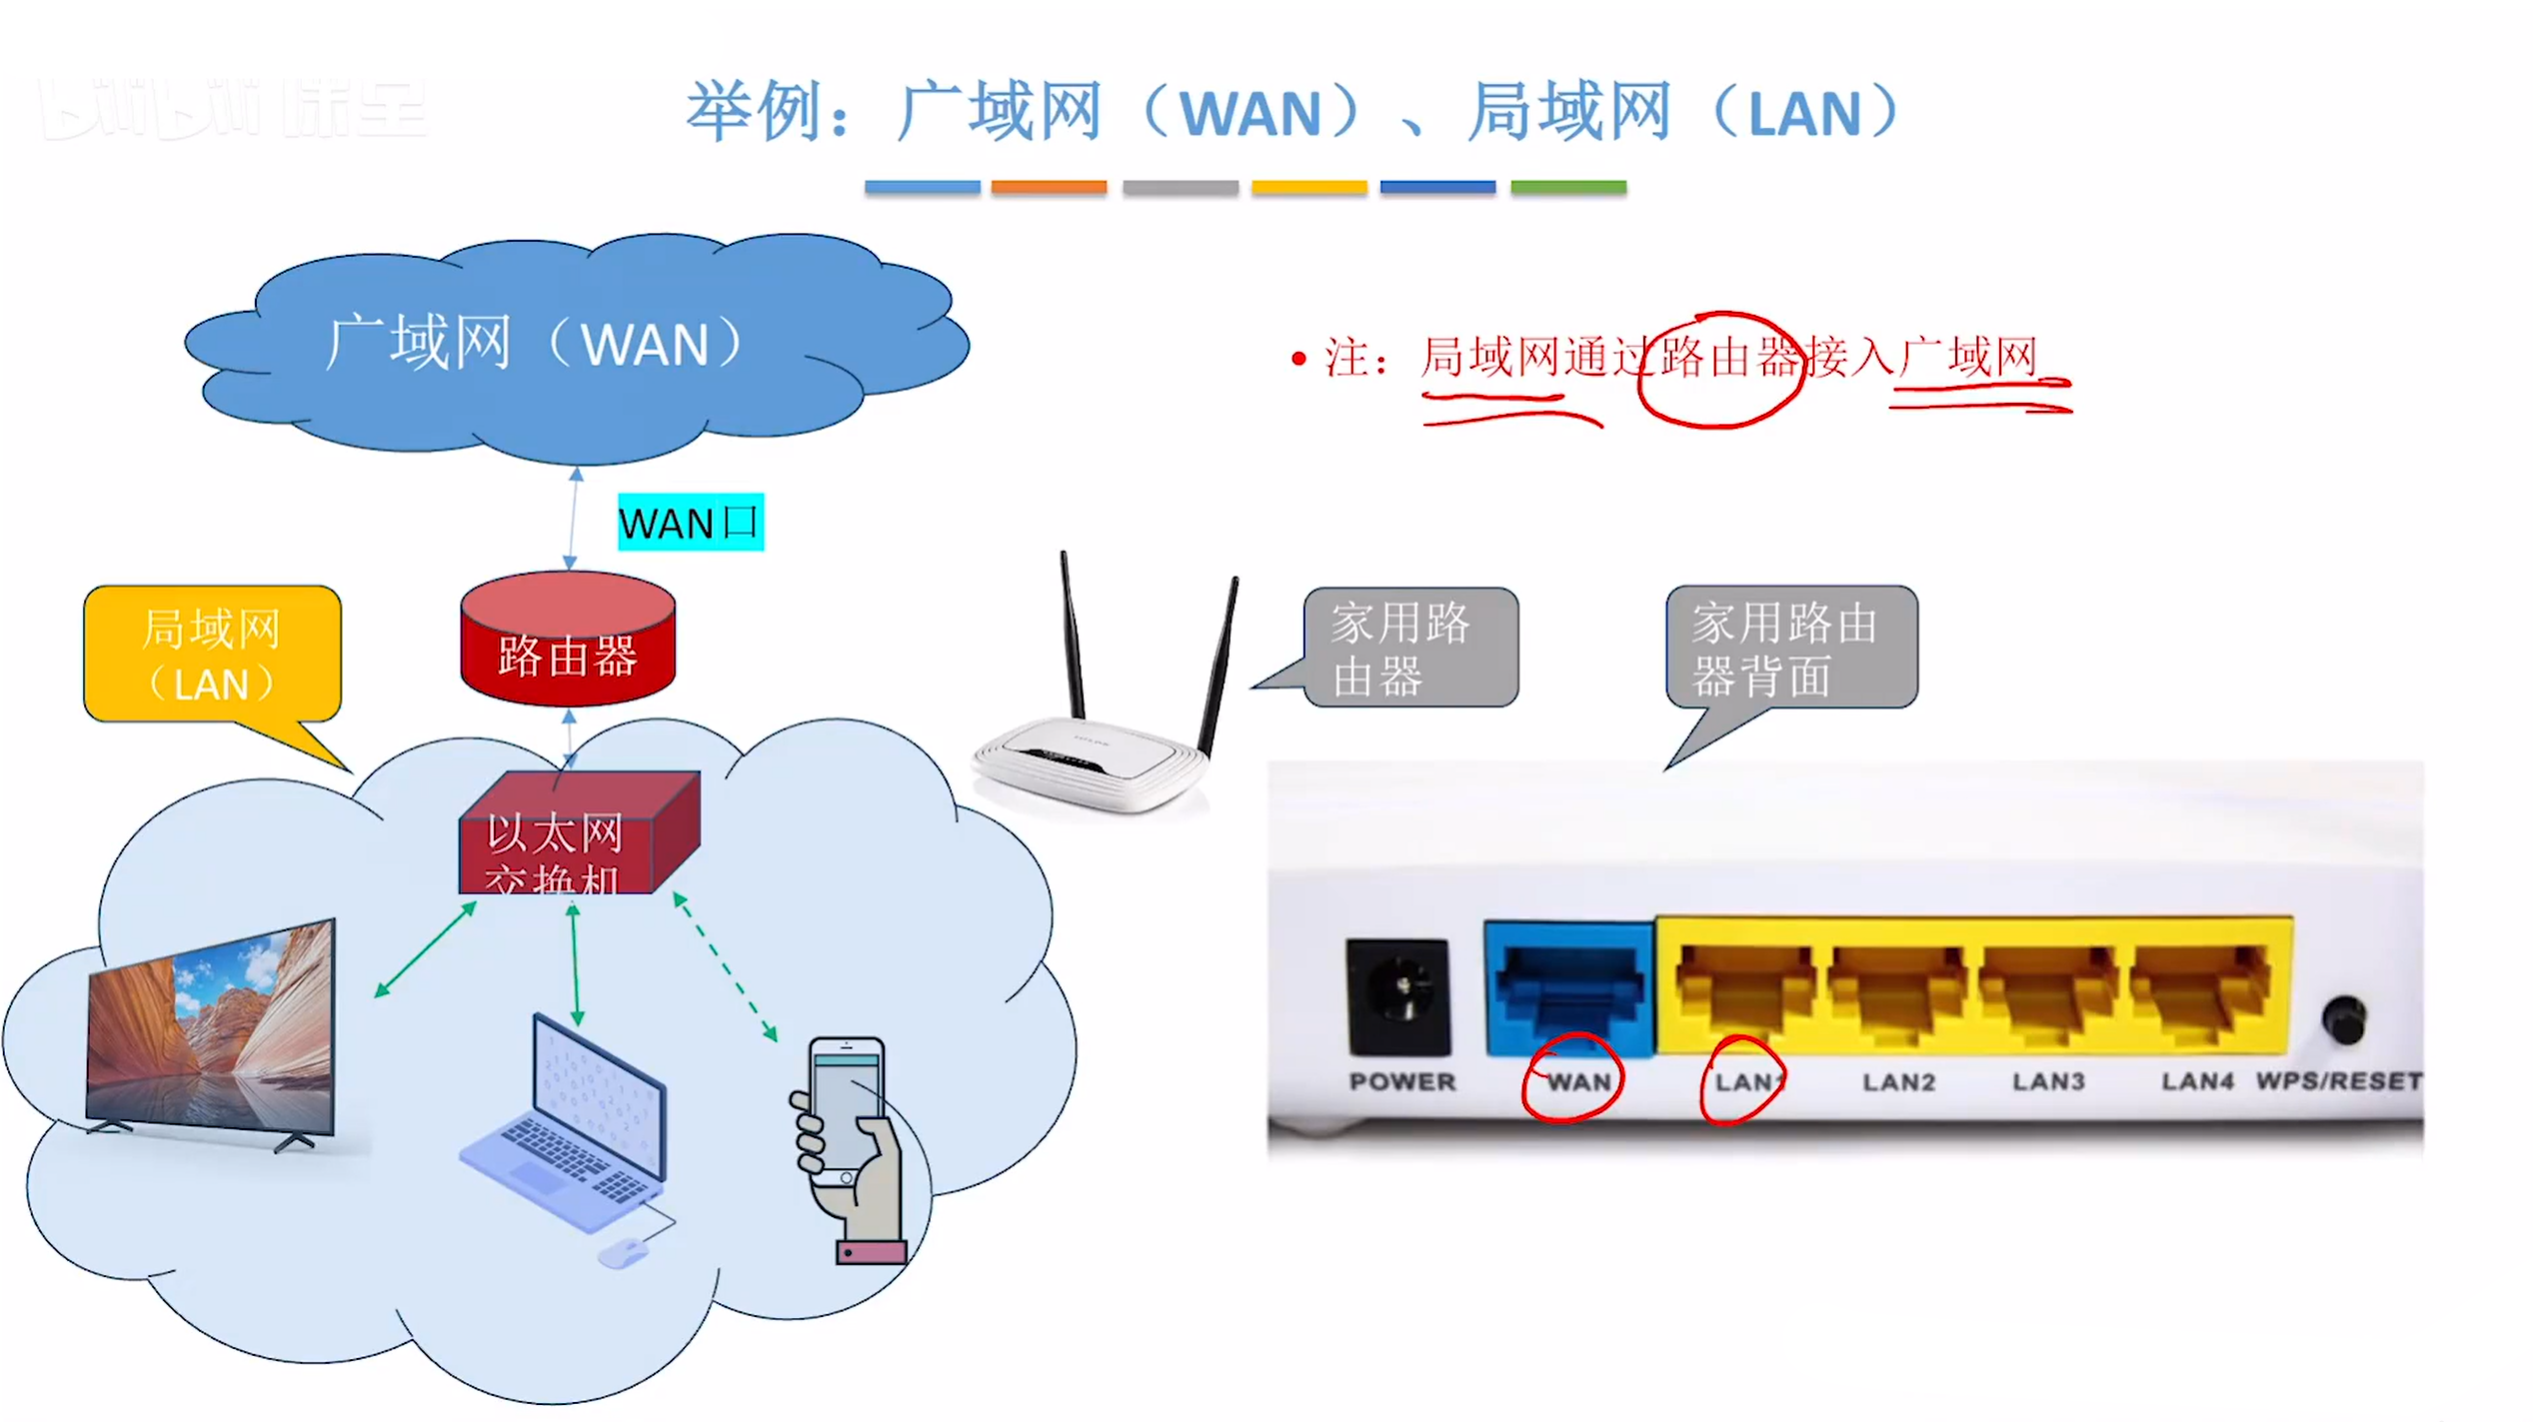 bilibili 课堂
举例：广域网（WAN）、局域网（LAN）
广域网（WAN）
• 注：局域网通过路由器接入广域网
WAN口
局域网
（LAN）
路由器
家用路
由器
家用路由
器背面
以太网
交换机
POWER
WAN
LAN1
LAN2
LAN3
LAN4
WPS/RESET